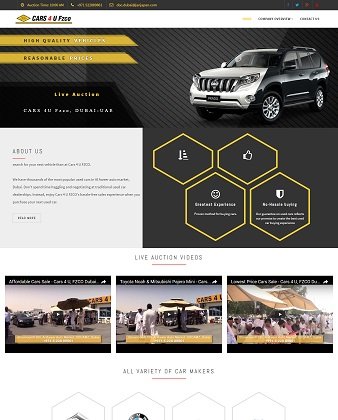 Auction Time: 10:00 AM
CARS 4 U Fzco
HOME
COMPANY OVERVIEW
CONTACT US
HIGH QUALITY VEHICLES
REASONABLE PRICES
Live Auction
CARS 4U Fzco, DUBAI-UAE
ABOUT US
search for your next vehicle than at Cars 4 U FZCO.
We have thousands of the most popular used cars in Al Aweer auto market,
Dubai. Don't spend time haggling and negotiating at traditional used car
dealerships. Instead, enjoy Cars 4 U FZCO's hassle-free sales experience when you
purchase your next used car.
READ MORE
Greatest Experience
Proven method for buying cars.
No-Hassle Buying
Our guarantee on used cars reflects
our promise to create the best used
car buying experience
LIVE AUCTION VIDEOS
Affordable Cars Sale - Cars 4 U, FZCO Dubai...
Toyota Noah & Mitsubishi Pajero Mini - Cars ...
Lowest Price Cars Sale - Cars 4 U, FZCO Du...
CARS 4
CARS 4 U
ALL VARIETY OF CAR MAKERS